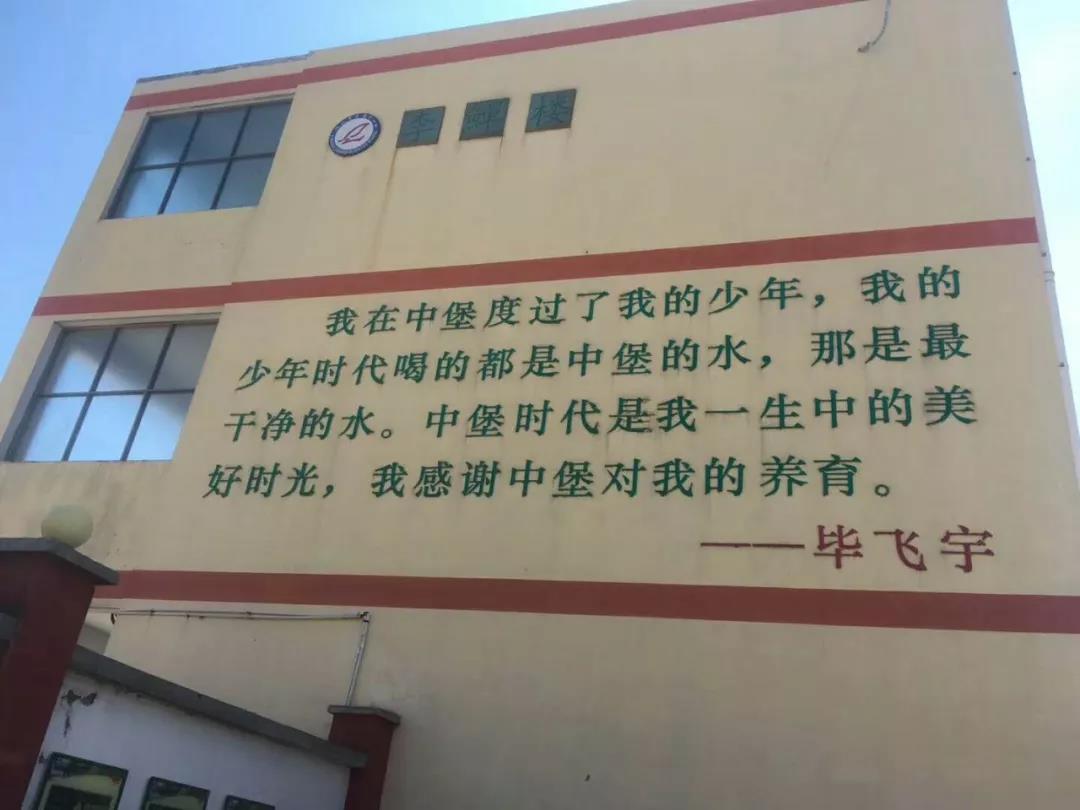 李 楼
我在中堡度过了我的少年，我的
少年时代喝的都是中堡的水，那是最
干净的水。中堡时代是我一生中的美
好时光，我感谢中堡对我的养育。
——毕飞宇